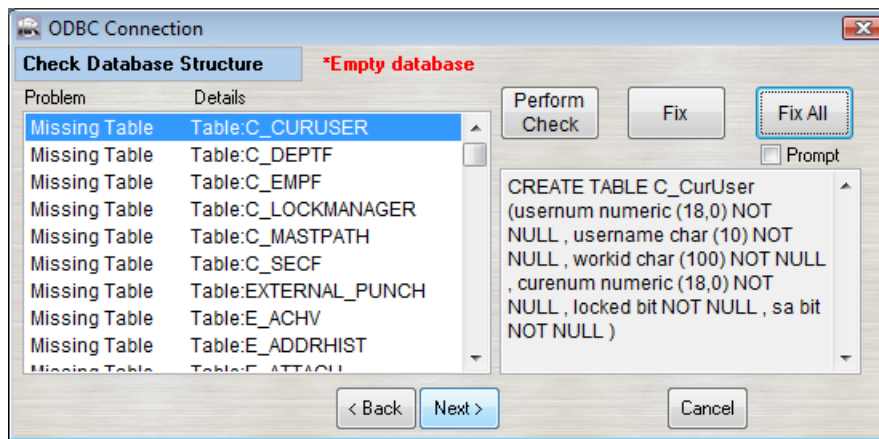 ODBC Connection
Check Database Structure *Empty database
Problem Details
Missing Table Table:C_CURUSER
Missing Table Table:C_DEPTF
Missing Table Table:C_EMPF
Missing Table Table:C_LOCKMANAGER
Missing Table Table:C_MASTPATH
Missing Table Table:C_SECF
Missing Table Table:EXTERNAL_PUNCH
Missing Table Table:E_ACHV
Missing Table Table:E_ADDRHIST
Missing Table Table:E_ATTACH
Perform
Check
Fix
Fix All
Prompt
CREATE TABLE C_CurUser
(usernum numeric (18,0) NOT
NULL , username char (10) NOT
NULL , workid char (100) NOT NULL
, curenum numeric (18,0) NOT
NULL , locked bit NOT NULL , sa bit
NOT NULL )
< Back Next > Cancel